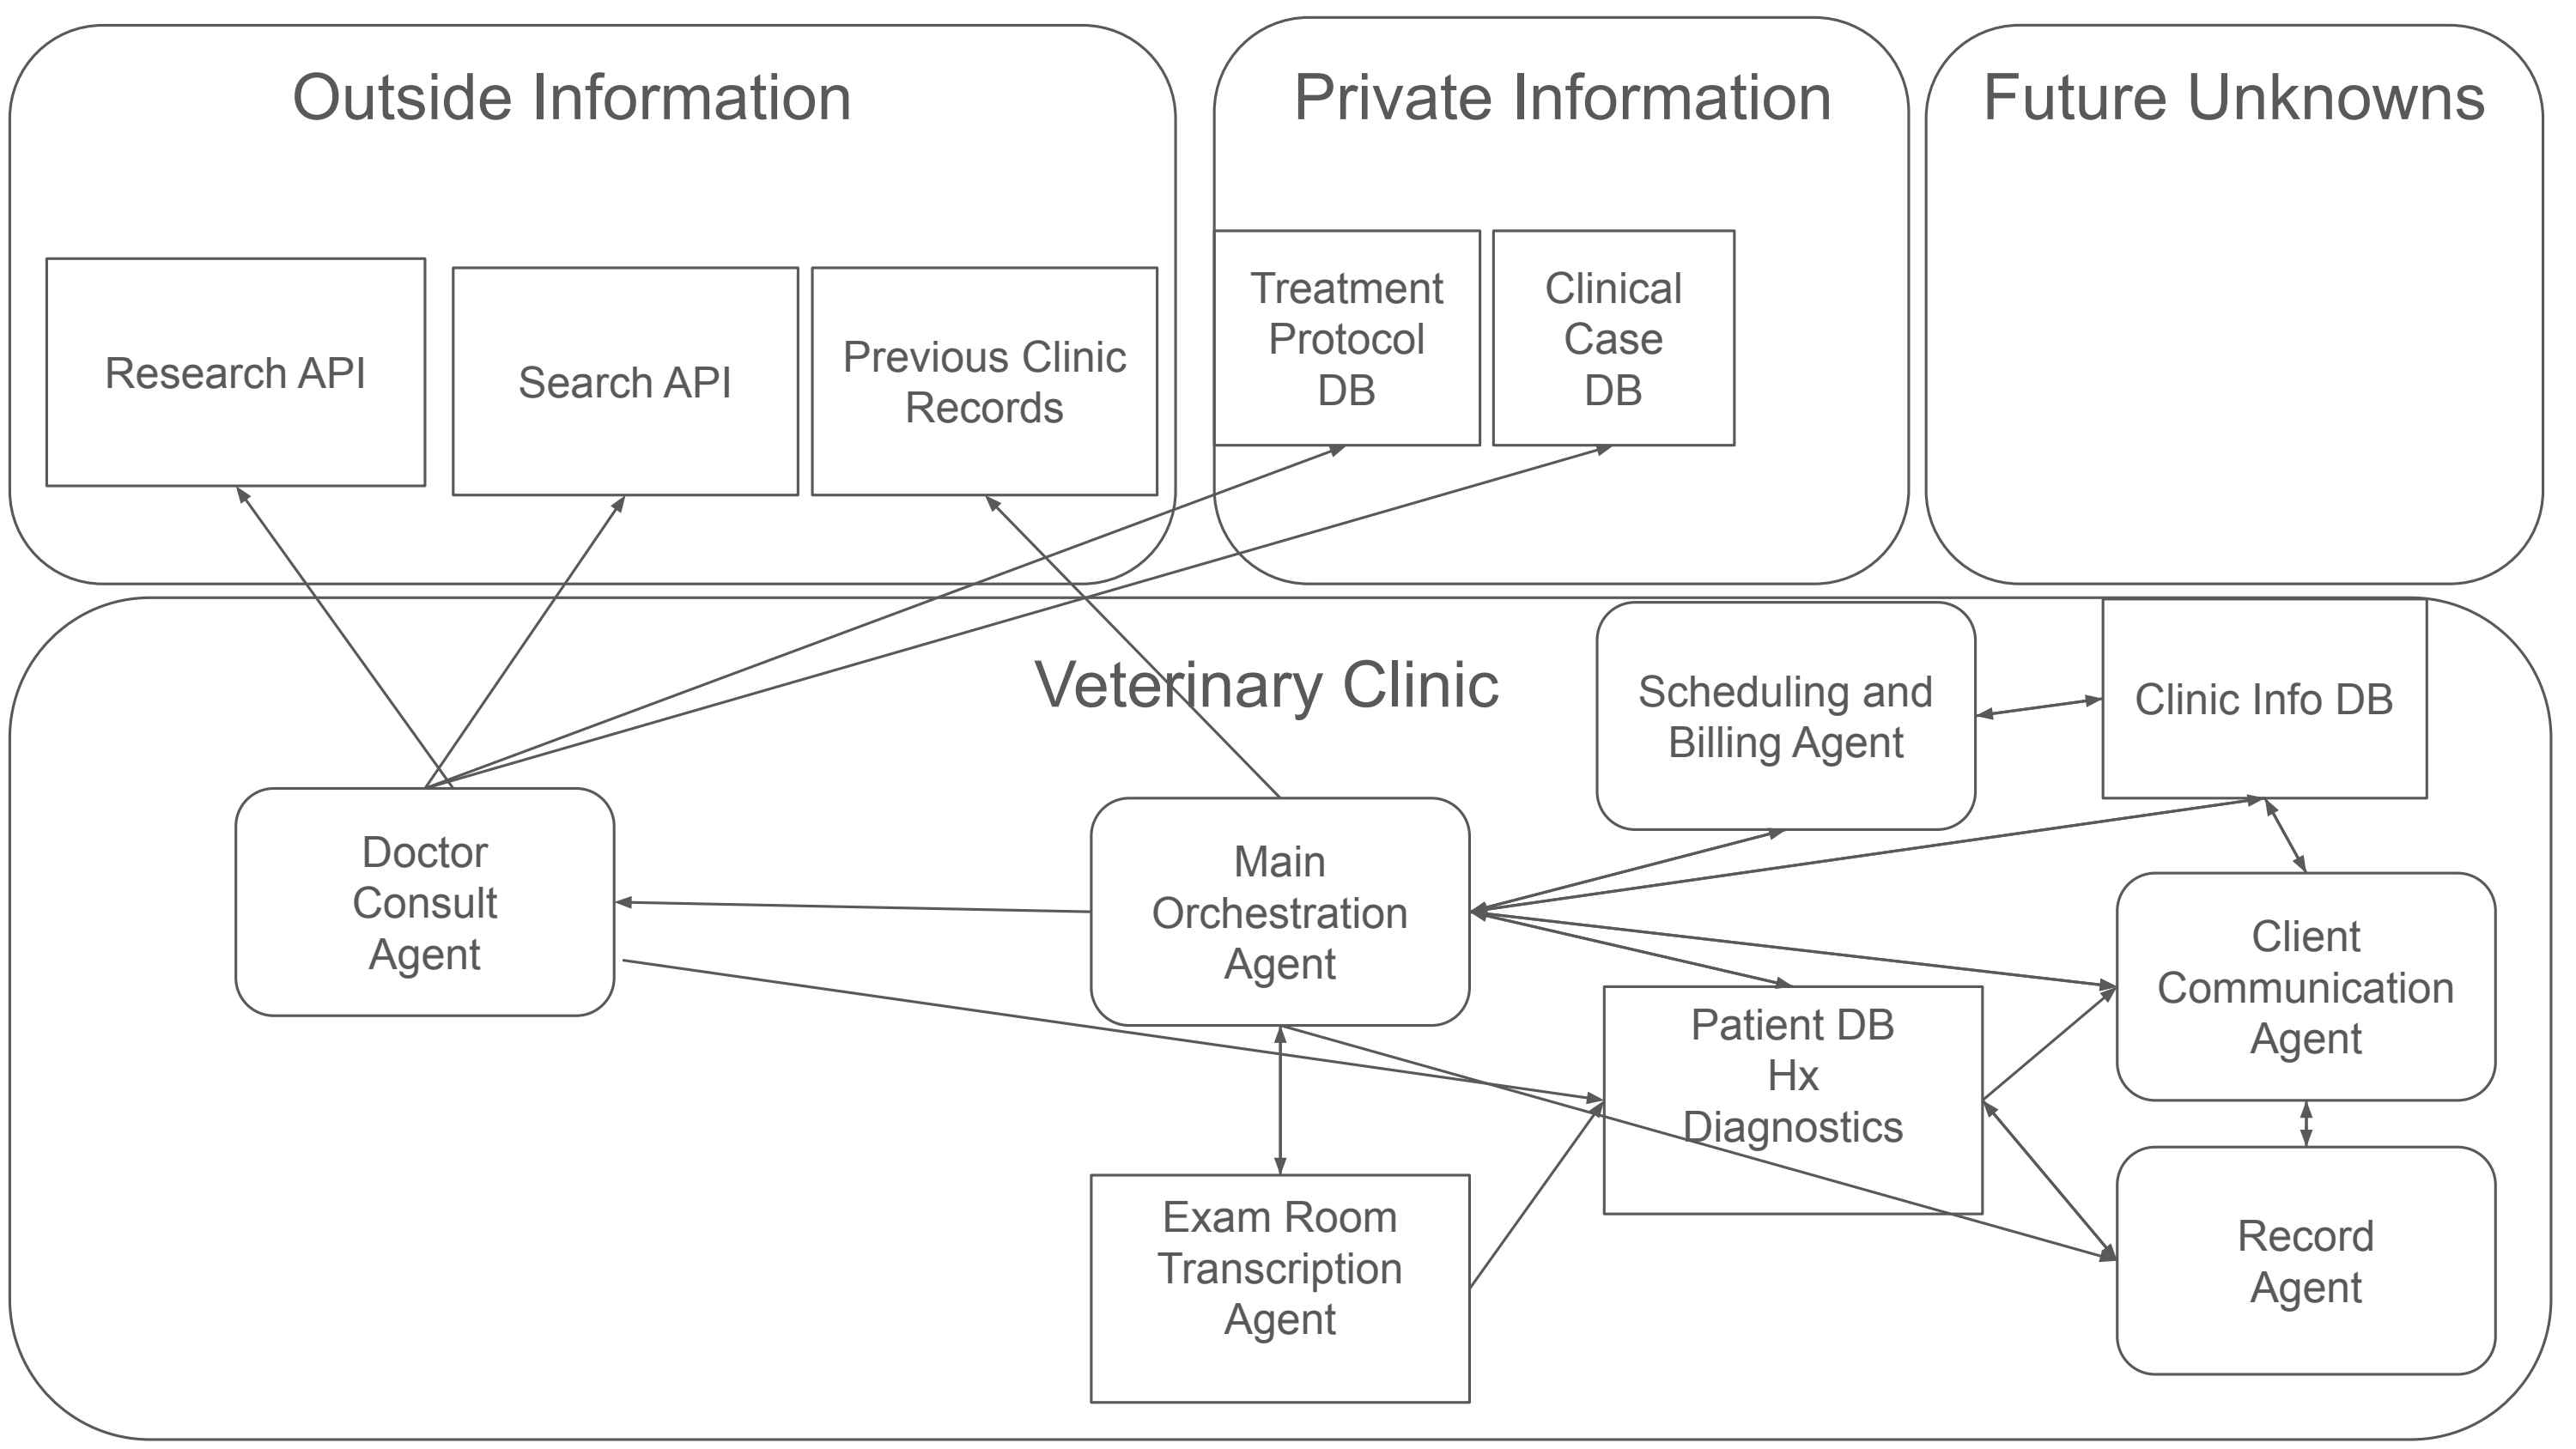 Outside Information
Private Information
Future Unknowns
Research API
Search API
Previous Clinic
Records
Treatment
Protocol
DB
Clinical
Case
DB
Veterinary Clinic
Scheduling and
Billing Agent
Clinic Info DB
Doctor
Consult
Agent
Main
Orchestration
Agent
Client
Communication
Agent
Patient DB
Hx
Diagnostics
Exam Room
Transcription
Agent
Record
Agent